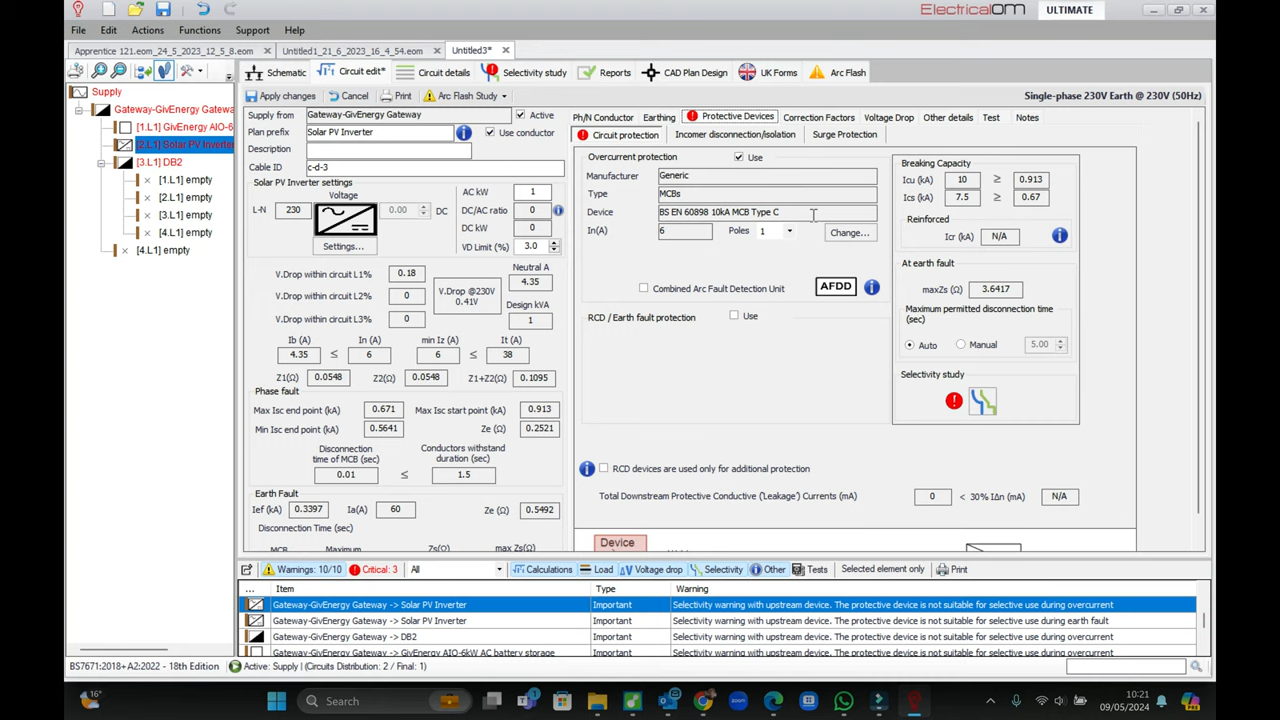 ElectricalOM ULTIMATE
File Edit Actions Functions Support Help
Apprentice 121.eom_24_5_2023_12_5_8.eom Untitled1_21_6_2023_16_4_54.eom Untitled3*
Schematic Circuit edit* Circuit details Selectivity study Reports CAD Plan Design UK Forms Arc Flash
Supply
Gateway-GivEnergy Gatewa
[1.L1] GivEnergy AIO-6
[2.L1] Solar PV Inverte
[3.L1] DB2
[1.L1] empty
[2.L1] empty
[3.L1] empty
[4.L1] empty
[4.L1] empty
Apply changes Cancel Print Arc Flash Study
Single-phase 230V Earth @ 230V (50Hz)
Supply from Gateway-GivEnergy Gateway Active
Plan prefix Solar PV Inverter Use conductor
Description
Cable ID c-d-3
Solar PV Inverter settings
Voltage
L-N 230 0.00 DC
Settings...
AC kW 1
DC/AC ratio 0
DC kW 0
VD Limit (%) 3.0
V.Drop within circuit L1% 0.18
V.Drop within circuit L2% 0
V.Drop within circuit L3% 0
V.Drop @230V
0.41V
Neutral A
4.35
Design kVA
1
Ib (A) In (A) min Iz (A) It (A)
4.35 ≤ 6 6 ≤ 38
Z1(Ω) 0.0548 Z2(Ω) 0.0548 Z1+Z2(Ω) 0.1095
Phase fault
Max Isc end point (kA) 0.671 Max Isc start point (kA) 0.913
Min Isc end point (kA) 0.5641 Ze (Ω) 0.2521
Disconnection
time of MCB (sec)
Conductors withstand
duration (sec)
0.01 ≤ 1.5
Earth Fault
Ief (kA) 0.3397 Ia(A) 60 Ze (Ω) 0.5492
Disconnection Time (sec)
MCB Maximum Zs(Ω) max Zs(Ω)
Ph/N Conductor Earthing Protective Devices Correction Factors Voltage Drop Other details Test Notes
Circuit protection Incomer disconnection/isolation Surge Protection
Overcurrent protection Use
Manufacturer Generic
Type MCBs
Device BS EN 60898 10kA MCB Type C
In(A) 6 Poles 1 Change...
Combined Arc Fault Detection Unit AFDD
RCD / Earth fault protection Use
Breaking Capacity
Icu (kA) 10 ≥ 0.913
Ics (kA) 7.5 ≥ 0.67
Reinforced
Icr (kA) N/A
At earth fault
maxZs (Ω) 3.6417
Maximum permitted disconnection time
(sec)
Auto Manual 5.00
Selectivity study
RCD devices are used only for additional protection
Total Downstream Protective Conductive ('Leakage') Currents (mA) 0 < 30% IΔn (mA) N/A
Device
Warnings: 10/10 Critical: 3 All Calculations Load Voltage drop Selectivity Other Tests Selected element only Print
... Item Type Warning
Gateway-GivEnergy Gateway -> Solar PV Inverter Important Selectivity warning with upstream device. The protective device is not suitable for selective use during overcurrent
Gateway-GivEnergy Gateway -> Solar PV Inverter Important Selectivity warning with upstream device. The protective device is not suitable for selective use during earth fault
Gateway-GivEnergy Gateway -> DB2 Important Selectivity warning with upstream device. The protective device is not suitable for selective use during overcurrent
Gateway-GivEnergy Gateway -> GivEnergy AIO-6kW AC battery storage Important Selectivity warning with upstream device. The protective device is not suitable for selective use during overcurrent
BS7671:2018+A2:2022 - 18th Edition Active: Supply | (Circuits Distribution: 2 / Final: 1)
16° Search 10:21
09/05/2024